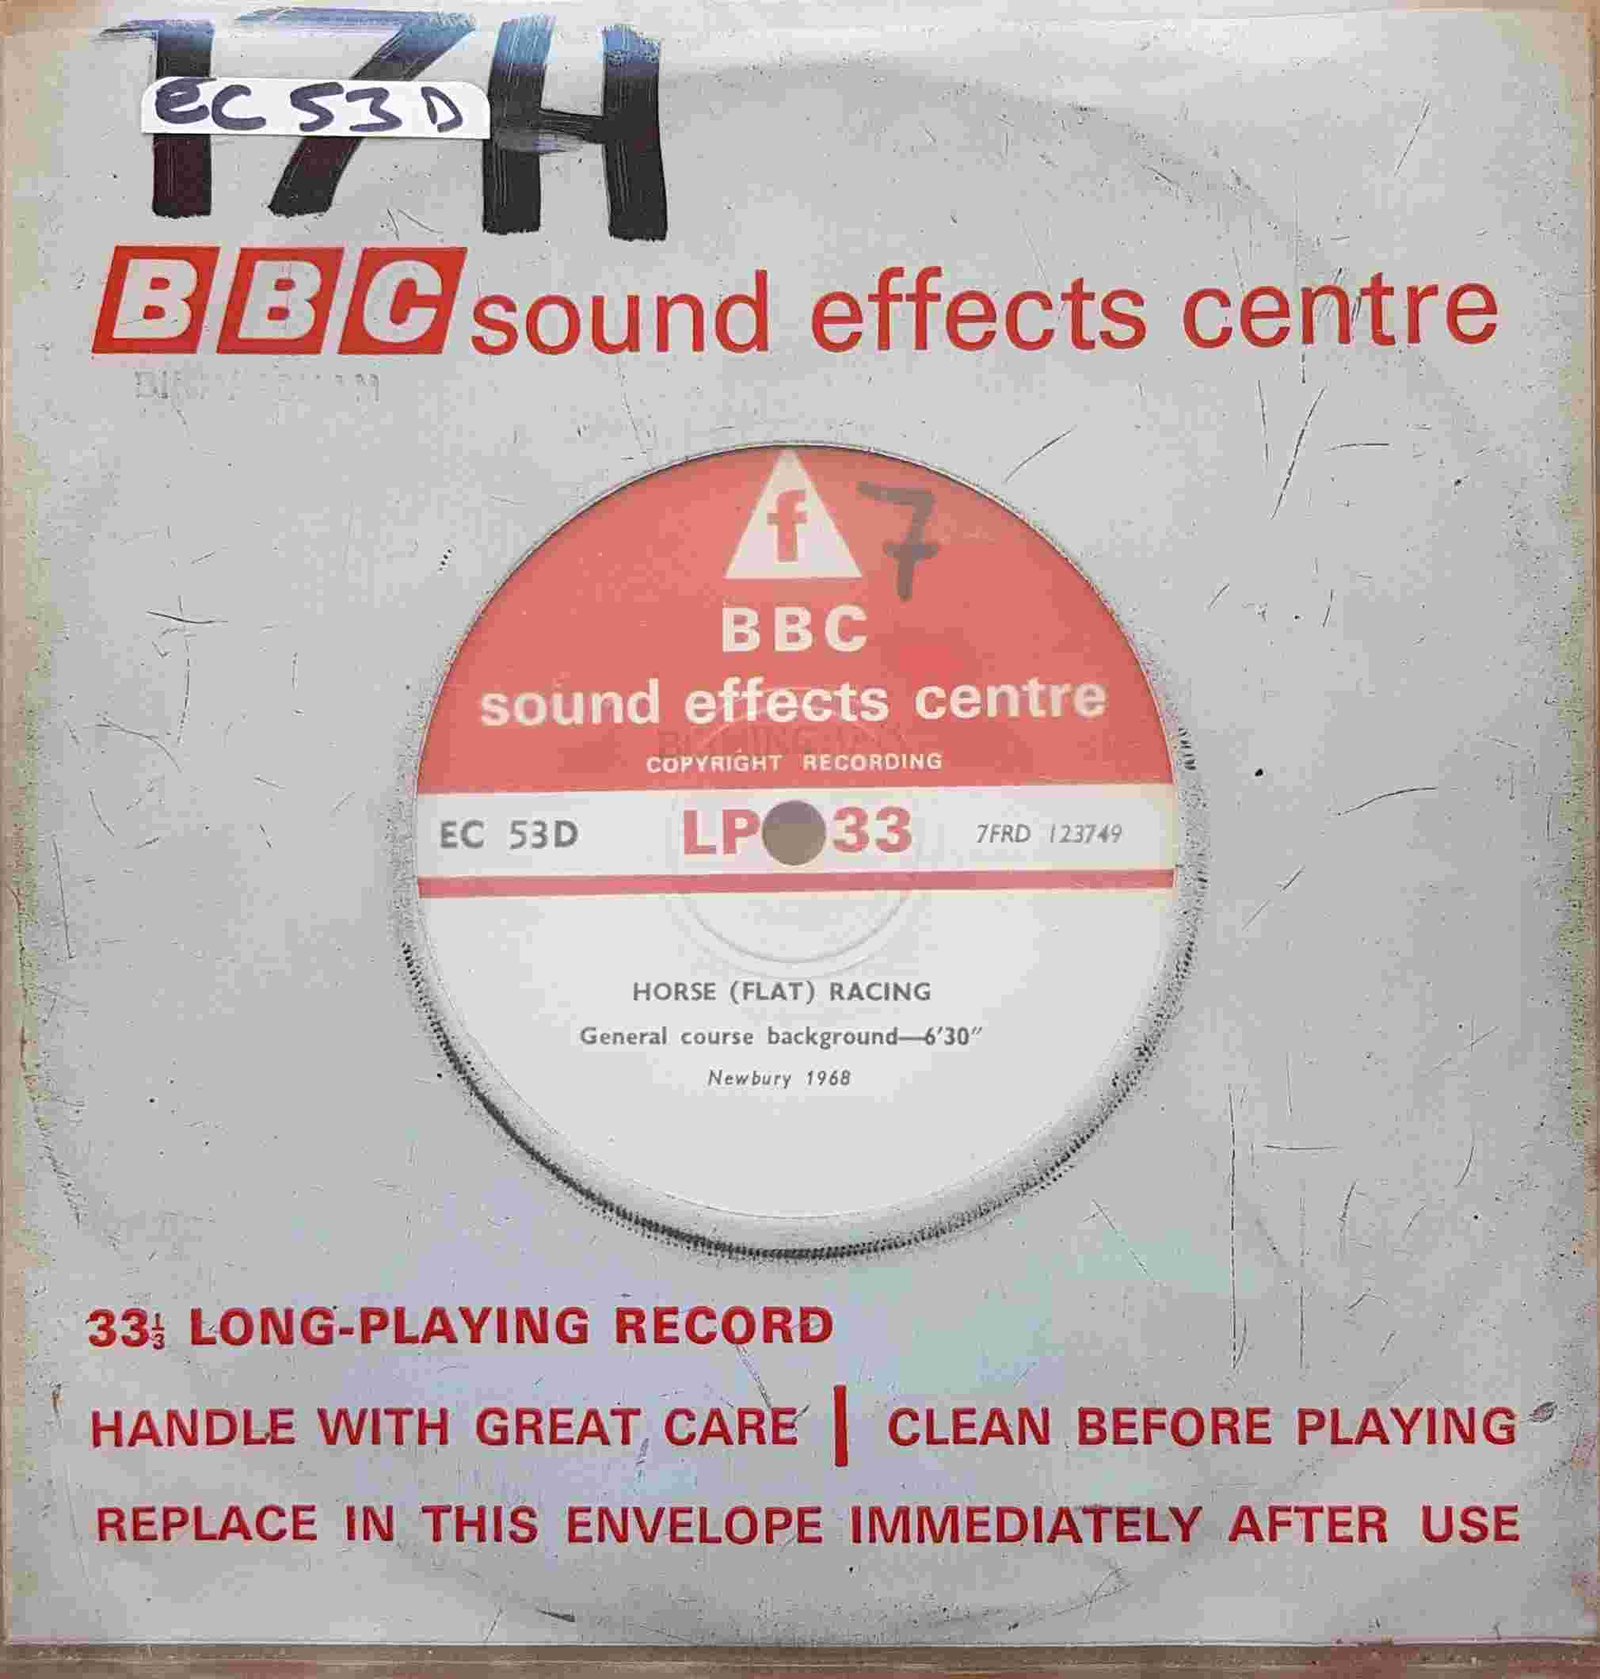 17H
EC 53 D
BBC sound effects centre
f 7
BBC
sound effects centre
COPYRIGHT RECORDING
EC 53D LP 33 7FRD 123749
HORSE (FLAT) RACING
General course background—6'30"
Newbury 1968
33⅓ LONG-PLAYING RECORD
HANDLE WITH GREAT CARE | CLEAN BEFORE PLAYING
REPLACE IN THIS ENVELOPE IMMEDIATELY AFTER USE